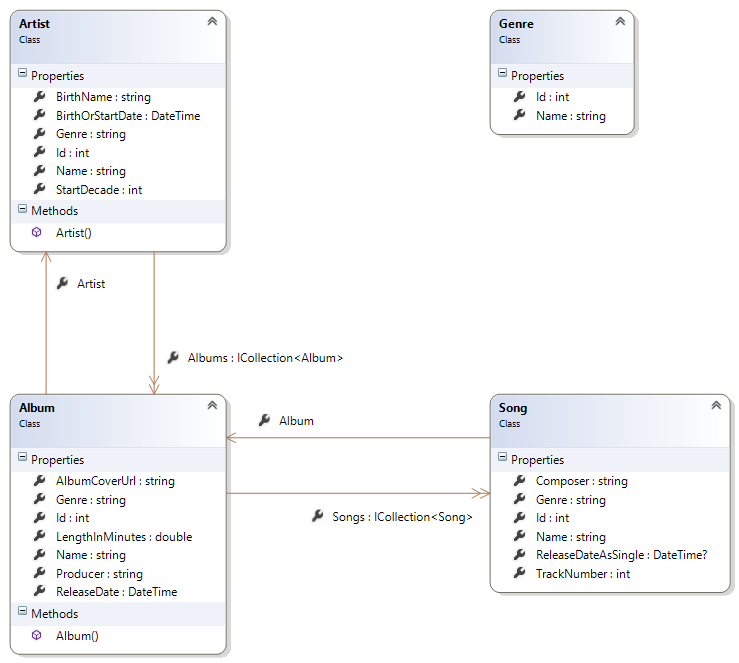 Artist
Class
Properties
BirthName : string
BirthOrStartDate : DateTime
Genre : string
Id : int
Name : string
StartDecade : int
Methods
Artist()
Genre
Class
Properties
Id : int
Name : string
Artist
Albums : ICollection<Album>
Album
Class
Properties
AlbumCoverUrl : string
Genre : string
Id : int
LengthInMinutes : double
Name : string
Producer : string
ReleaseDate : DateTime
Methods
Album()
Album
Songs : ICollection<Song>
Song
Class
Properties
Composer : string
Genre : string
Id : int
Name : string
ReleaseDateAsSingle : DateTime?
TrackNumber : int